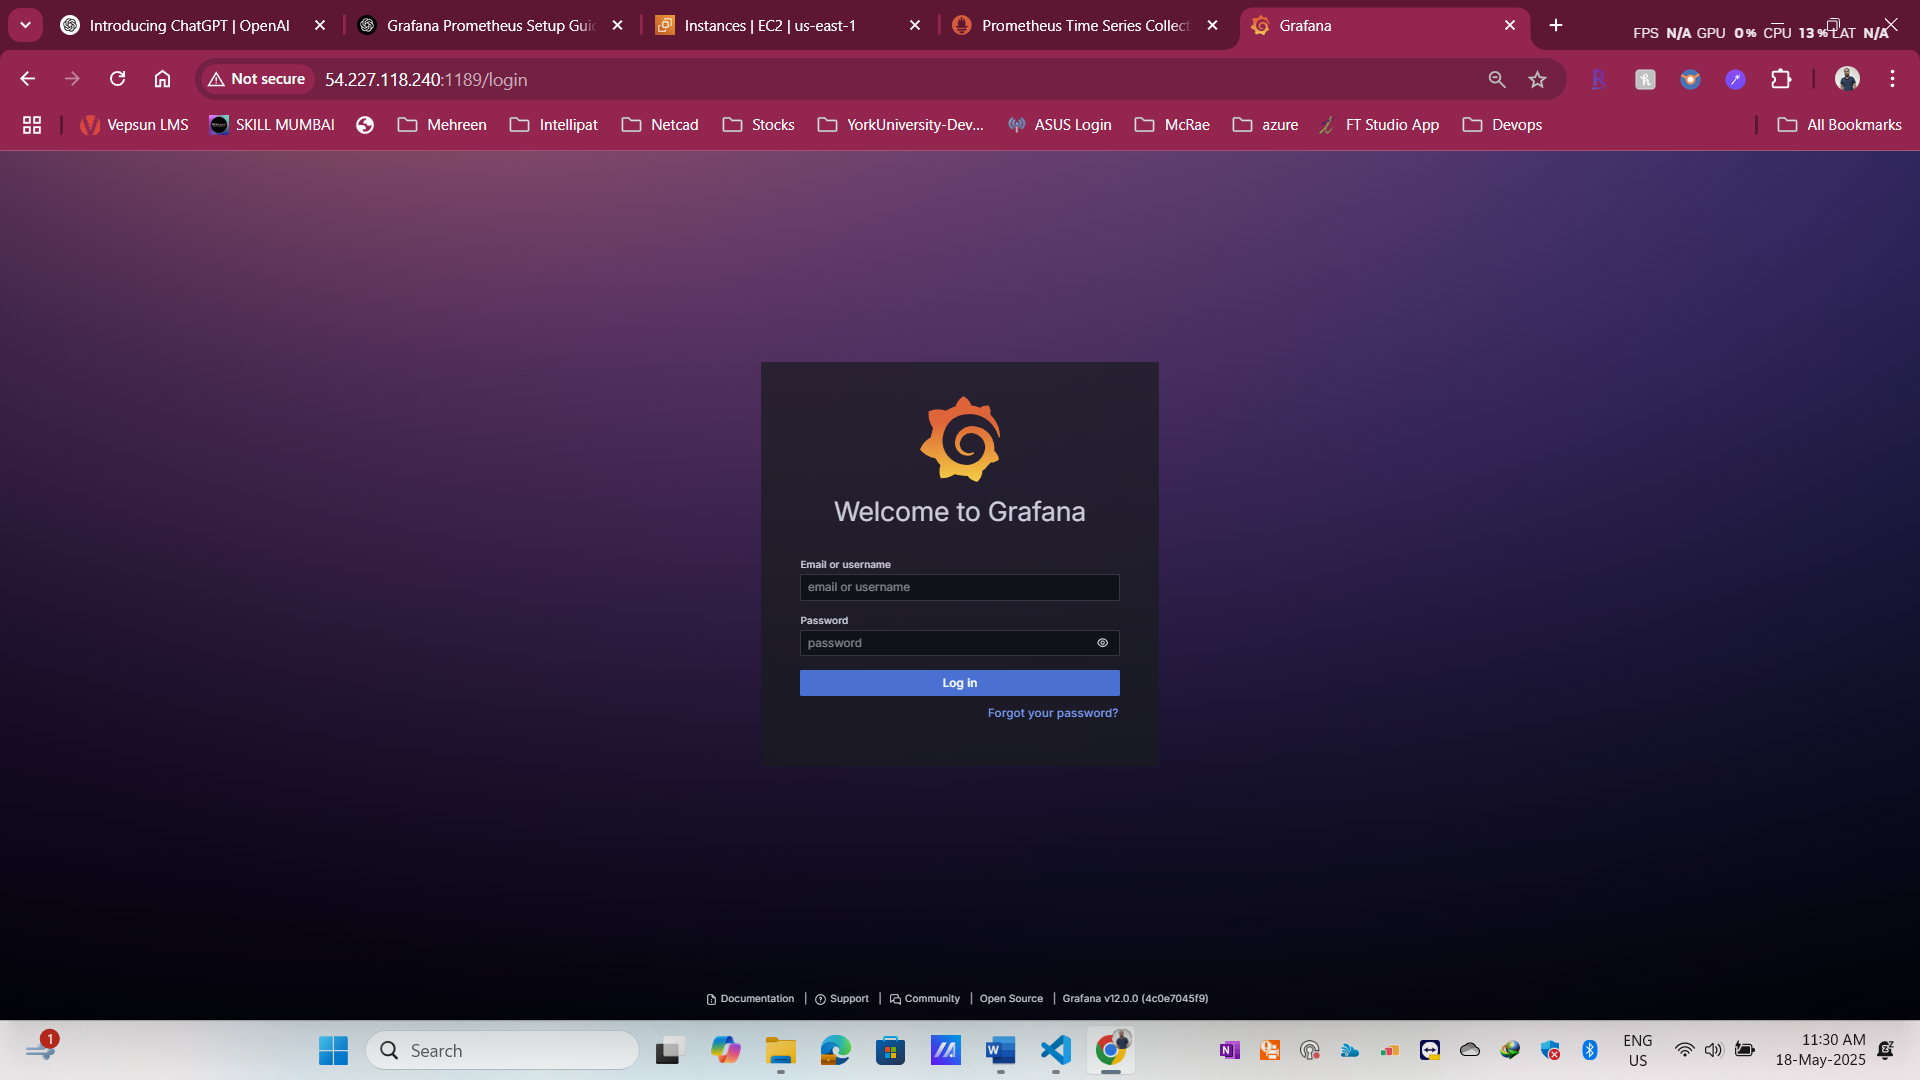 Introducing ChatGPT | OpenAI
Grafana Prometheus Setup Guid
Instances | EC2 | us-east-1
Prometheus Time Series Collect
Grafana
FPS N/A GPU 0% CPU 13% LAT N/A
Not secure
54.227.118.240:1189/login
Vepsun LMS
SKILL MUMBAI
Mehreen
Intellipat
Netcad
Stocks
YorkUniversity-Dev...
ASUS Login
McRae
azure
FT Studio App
Devops
All Bookmarks
Welcome to Grafana
Email or username
email or username
Password
password
Log in
Forgot your password?
Documentation | Support | Community | Open Source | Grafana v12.0.0 (4c0e7045f9)
1
Search
ENG
US
11:30 AM
18-May-2025